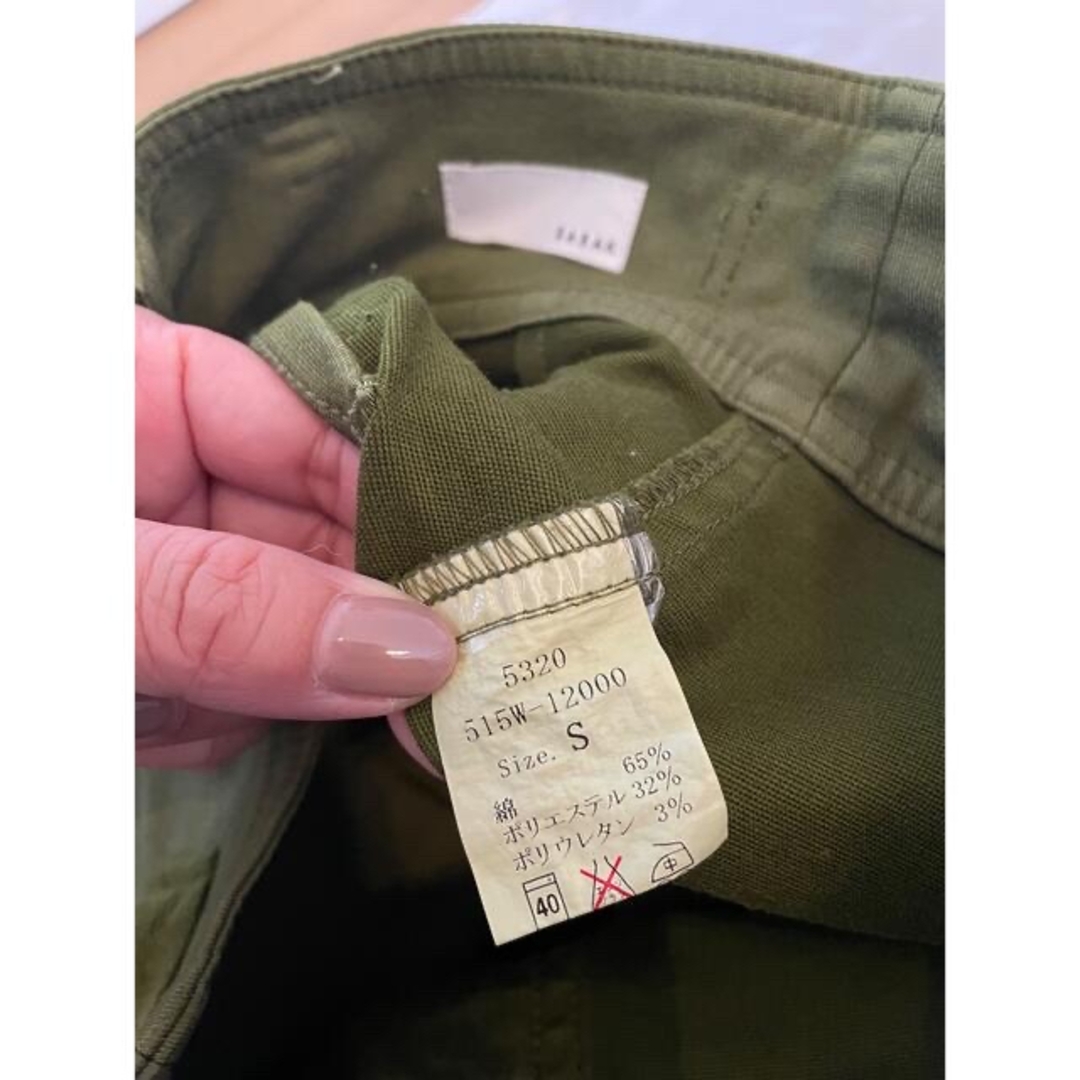 5320
515W-12000
Size. S
綿 65%
ポリエステル 32%
ポリウレタン 3%
40
中